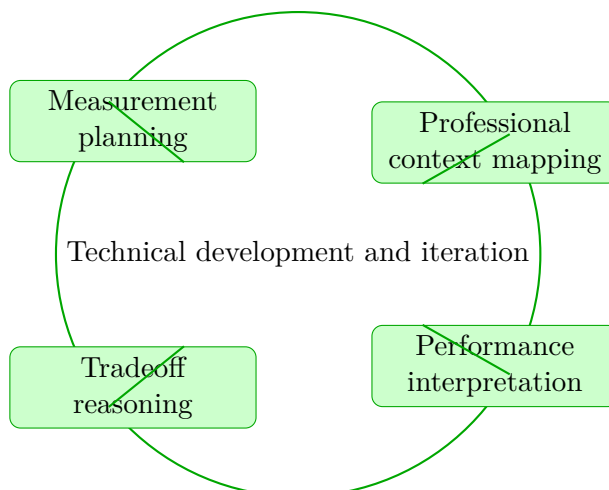 Measurement
planning
Professional
context mapping
Technical development and iteration
Tradeoff
reasoning
Performance
interpretation